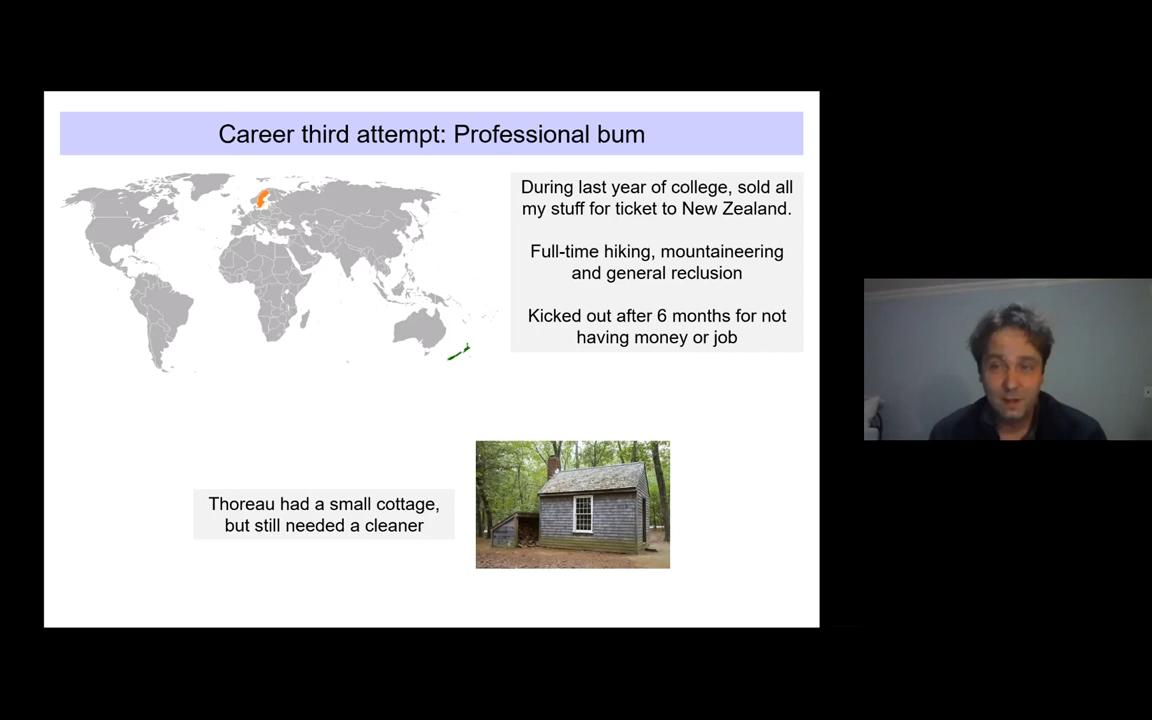 Career third attempt: Professional bum
During last year of college, sold all
my stuff for ticket to New Zealand.
Full-time hiking, mountaineering
and general reclusion
Kicked out after 6 months for not
having money or job
Thoreau had a small cottage,
but still needed a cleaner